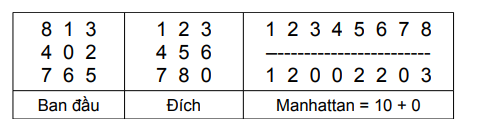 8 1 3
4 0 2
7 6 5
1 2 3
4 5 6
7 8 0
1 2 3 4 5 6 7 8
--------------------------
1 2 0 0 2 2 0 3
Ban đầu
Đích
Manhattan = 10 + 0